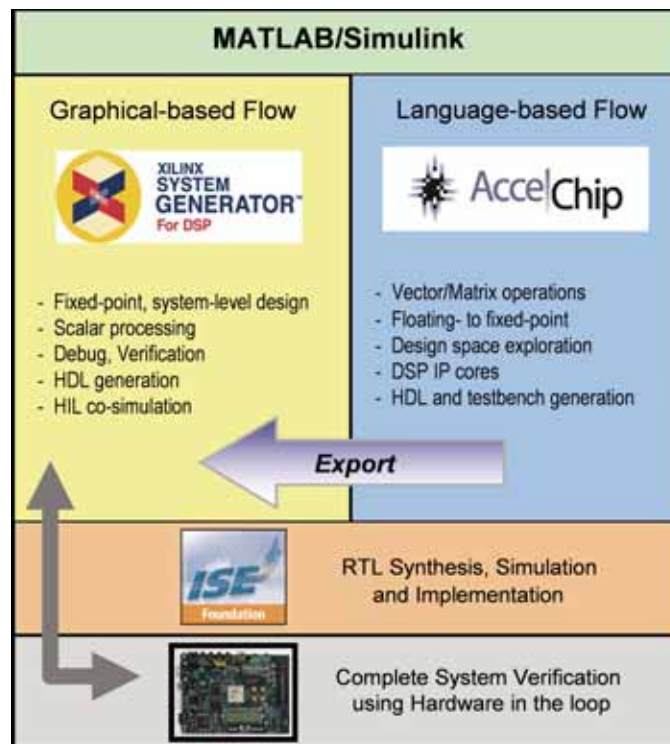 MATLAB/Simulink
Graphical-based Flow
XILINX
SYSTEM
GENERATOR™
For DSP
- Fixed-point, system-level design
- Scalar processing
- Debug, Verification
- HDL generation
- HIL co-simulation
Language-based Flow
Accel|Chip
- Vector/Matrix operations
- Floating- to fixed-point
- Design space exploration
- DSP IP cores
- HDL and testbench generation
Export
ISE
Foundation
RTL Synthesis, Simulation
and Implementation
Complete System Verification
using Hardware in the loop